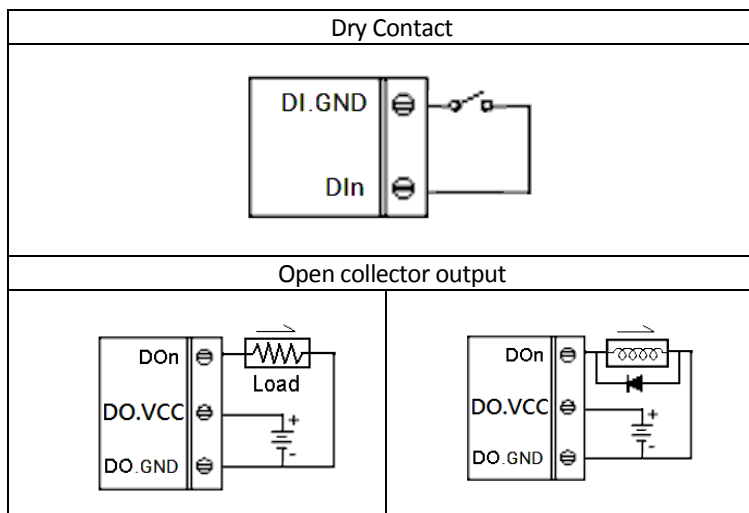 Dry Contact
DI.GND
DIn
Open collector output
DOn
Load
DO.VCC
+
-
DO.GND
DOn
DO.VCC
+
-
DO.GND